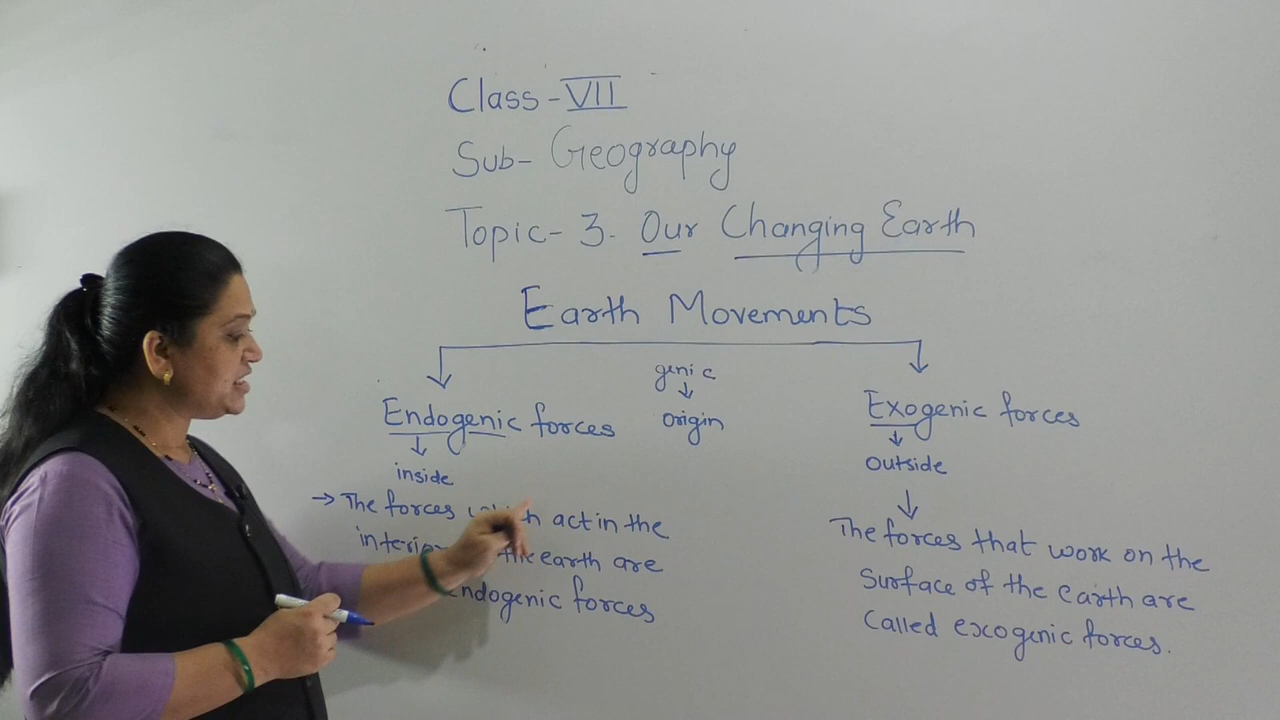 Class - VII
Sub- Geography
Topic- 3. Our Changing Earth
Earth Movements
genic
origin
Endogenic forces
inside
→ The forces act in the
the earth are
Endogenic forces
Exogenic forces
outside
The forces that work on the
Surface of the earth are
Called exogenic forces.